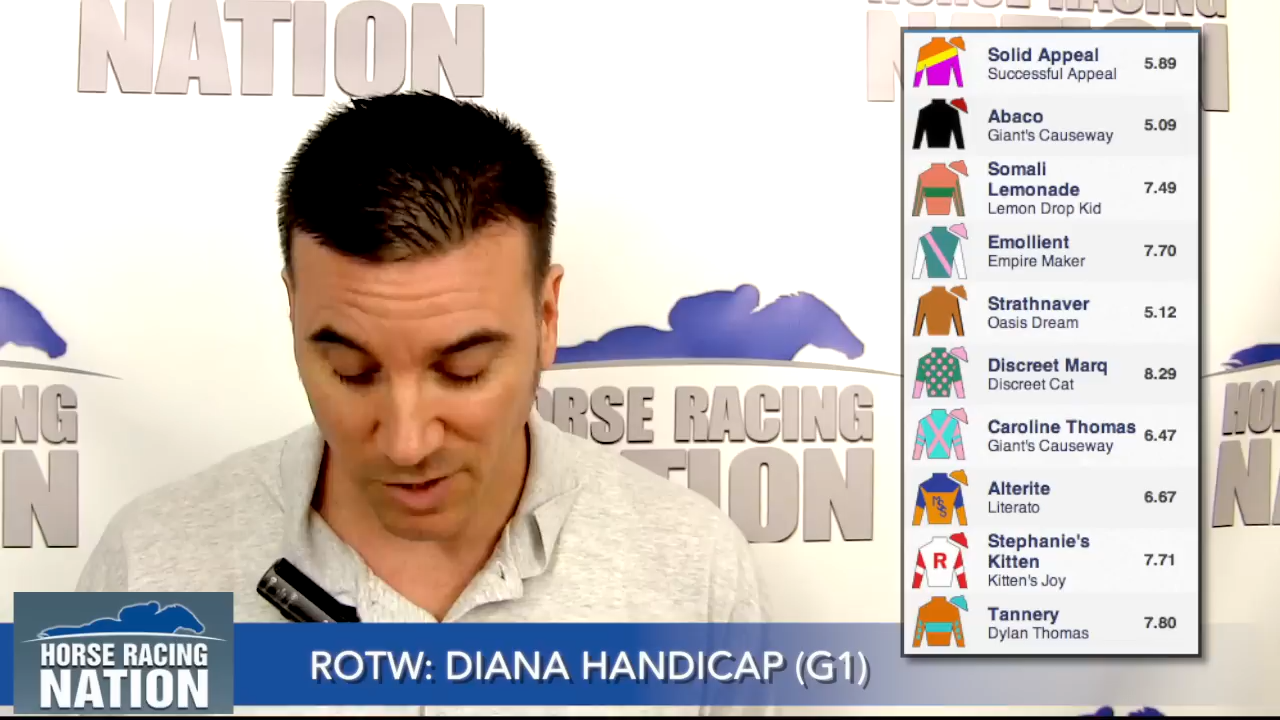 NATION
HORSE RACING
NATION
Solid Appeal
Successful Appeal
5.89
Abaco
Giant's Causeway
5.09
Somali
Lemonade
Lemon Drop Kid
7.49
Emollient
Empire Maker
7.70
Strathnaver
Oasis Dream
5.12
Discreet Marq
Discreet Cat
8.29
Caroline Thomas
Giant's Causeway
6.47
Alterite
Literato
6.67
Stephanie's
Kitten
Kitten's Joy
7.71
Tannery
Dylan Thomas
7.80
NG
N
HORSE RACING
NATION
HO
N
MSS
R
HORSE RACING
NATION
ROTW: DIANA HANDICAP (G1)